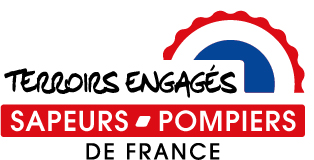 TERROIRS ENGAGÉS
SAPEURS - POMPIERS
DE FRANCE